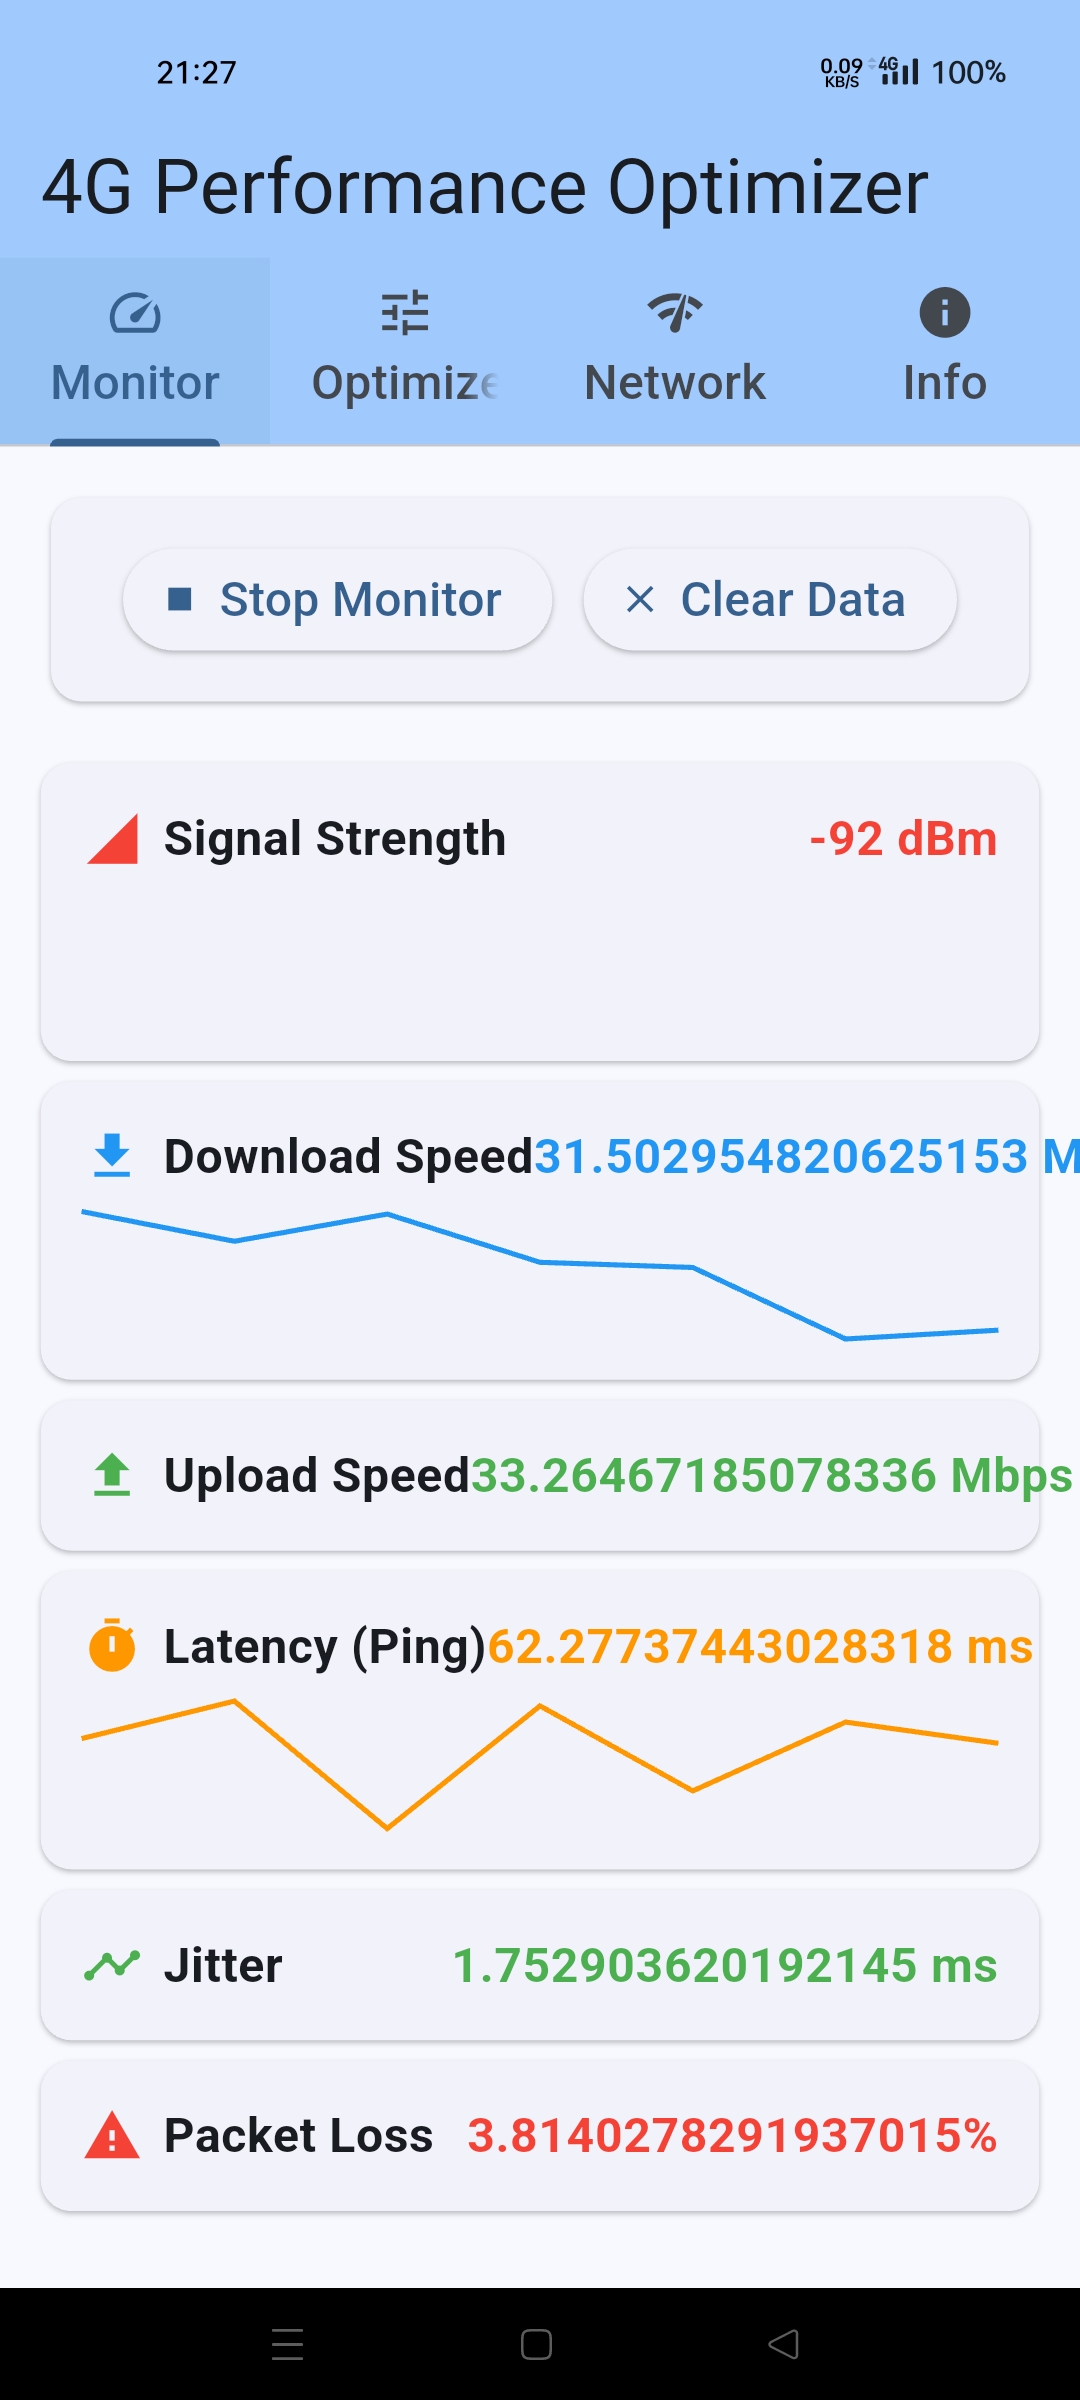 21:27
0.09 KB/S 4G 100%
4G Performance Optimizer
Monitor Optimize Network Info
Stop Monitor Clear Data
Signal Strength -92 dBm
Download Speed31.502954820625153 M
Upload Speed33.26467185078336 Mbps
Latency (Ping)62.27737443028318 ms
Jitter 1.752903620192145 ms
Packet Loss 3.8140278291937015%